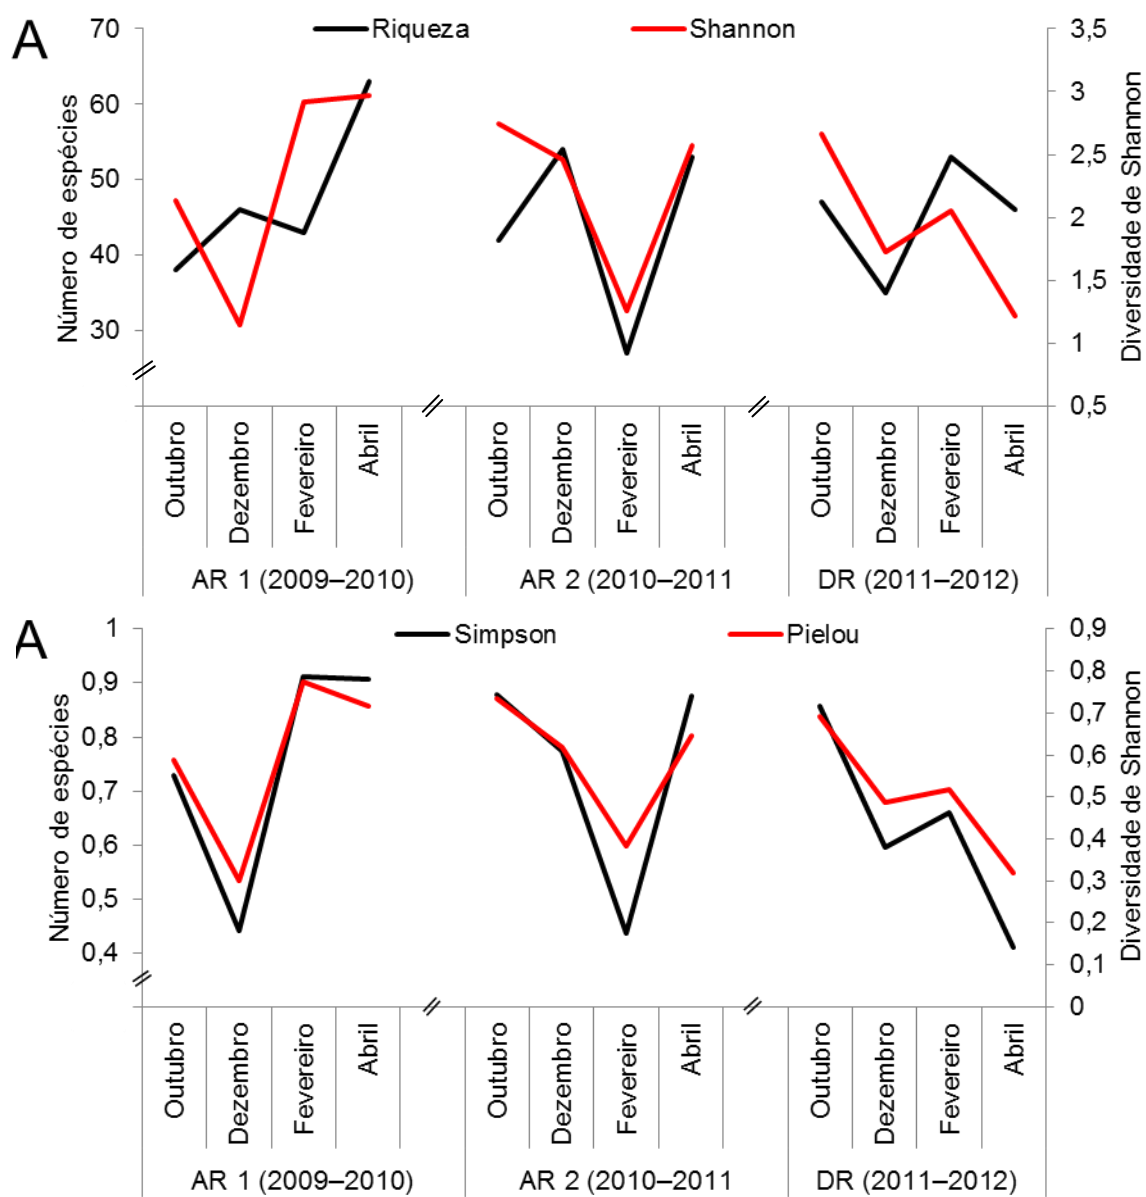 A
Riqueza
Shannon
70
60
50
40
30
Número de espécies
3,5
3
2,5
2
1,5
1
0,5
Diversidade de Shannon
Outubro
Dezembro
Fevereiro
Abril
Outubro
Dezembro
Fevereiro
Abril
Outubro
Dezembro
Fevereiro
Abril
AR 1 (2009–2010)
AR 2 (2010–2011
DR (2011–2012)
A
Simpson
Pielou
1
0,9
0,8
0,7
0,6
0,5
0,4
Número de espécies
0,9
0,8
0,7
0,6
0,5
0,4
0,3
0,2
0,1
0
Diversidade de Shannon
Outubro
Dezembro
Fevereiro
Abril
Outubro
Dezembro
Fevereiro
Abril
Outubro
Dezembro
Fevereiro
Abril
AR 1 (2009–2010)
AR 2 (2010–2011
DR (2011–2012)